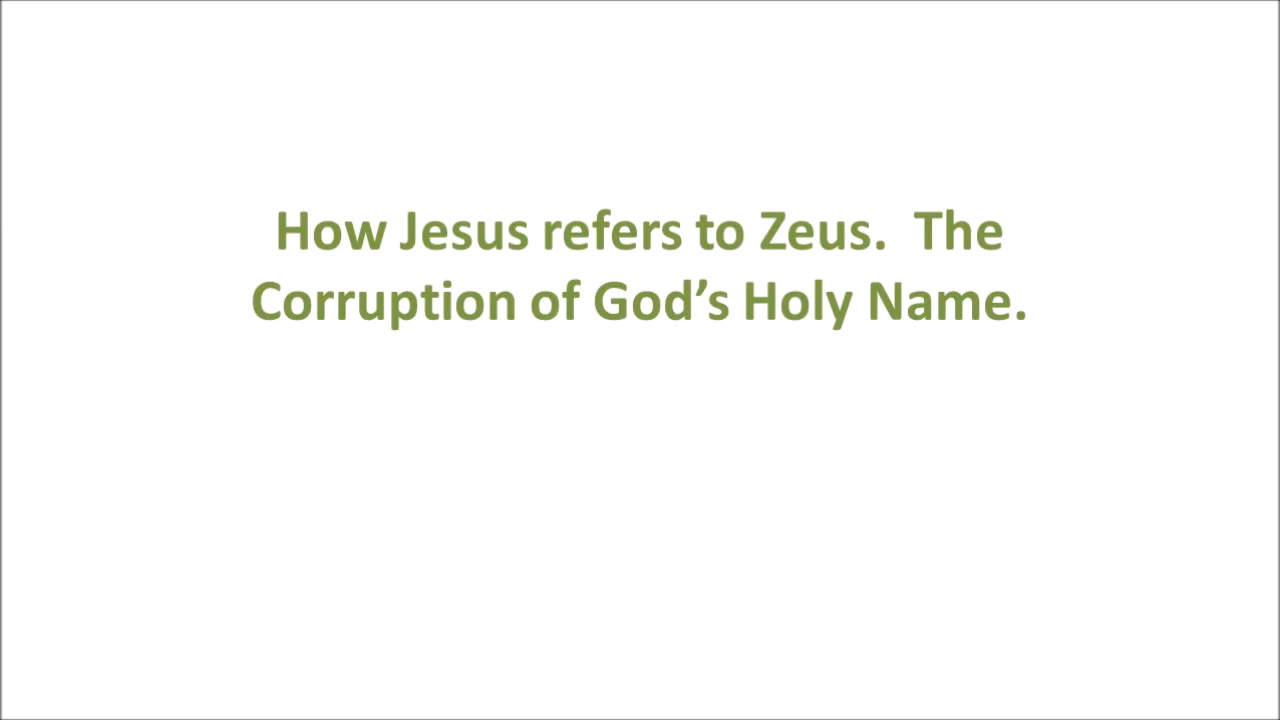 How Jesus refers to Zeus.  The
Corruption of God’s Holy Name.